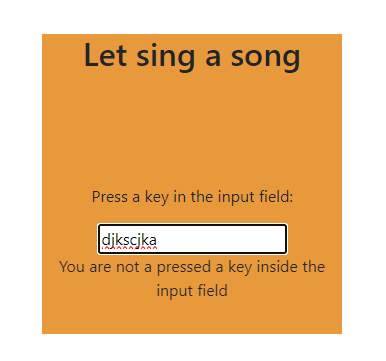 Let sing a song
Press a key in the input field:
djkscjka
You are not a pressed a key inside the
input field